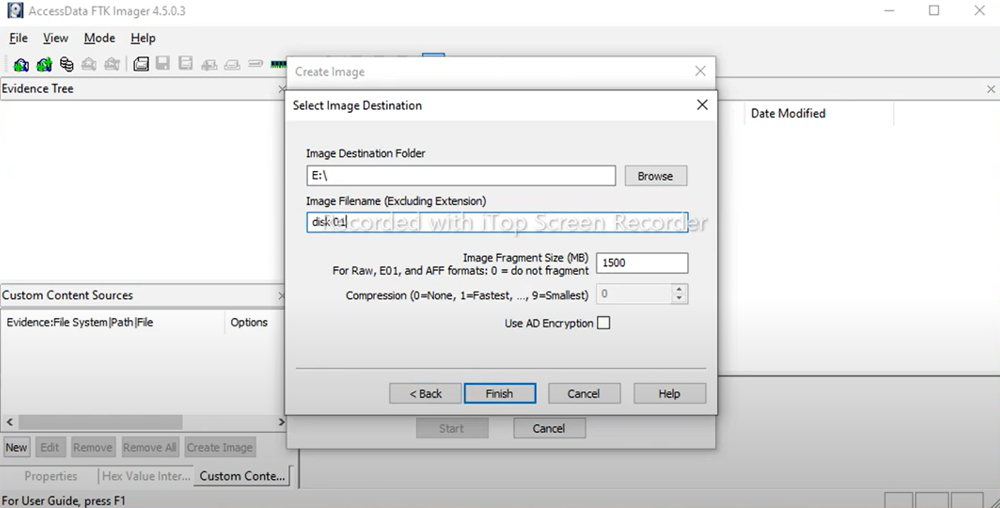 AccessData FTK Imager 4.5.0.3
File View Mode Help
Create Image
Evidence Tree
Select Image Destination
Date Modified
Image Destination Folder
E:\
Browse
Image Filename (Excluding Extension)
disk 01
Recorded with iTop Screen Recorder
Image Fragment Size (MB)
For Raw, E01, and AFF formats: 0 = do not fragment
1500
Compression (0=None, 1=Fastest, ..., 9=Smallest)
0
Use AD Encryption
Custom Content Sources
Evidence:File System|Path|File
Options
< Back
Finish
Cancel
Help
Start
Cancel
New Edit Remove Remove All Create Image
Properties Hex Value Inter... Custom Conte...
For User Guide, press F1